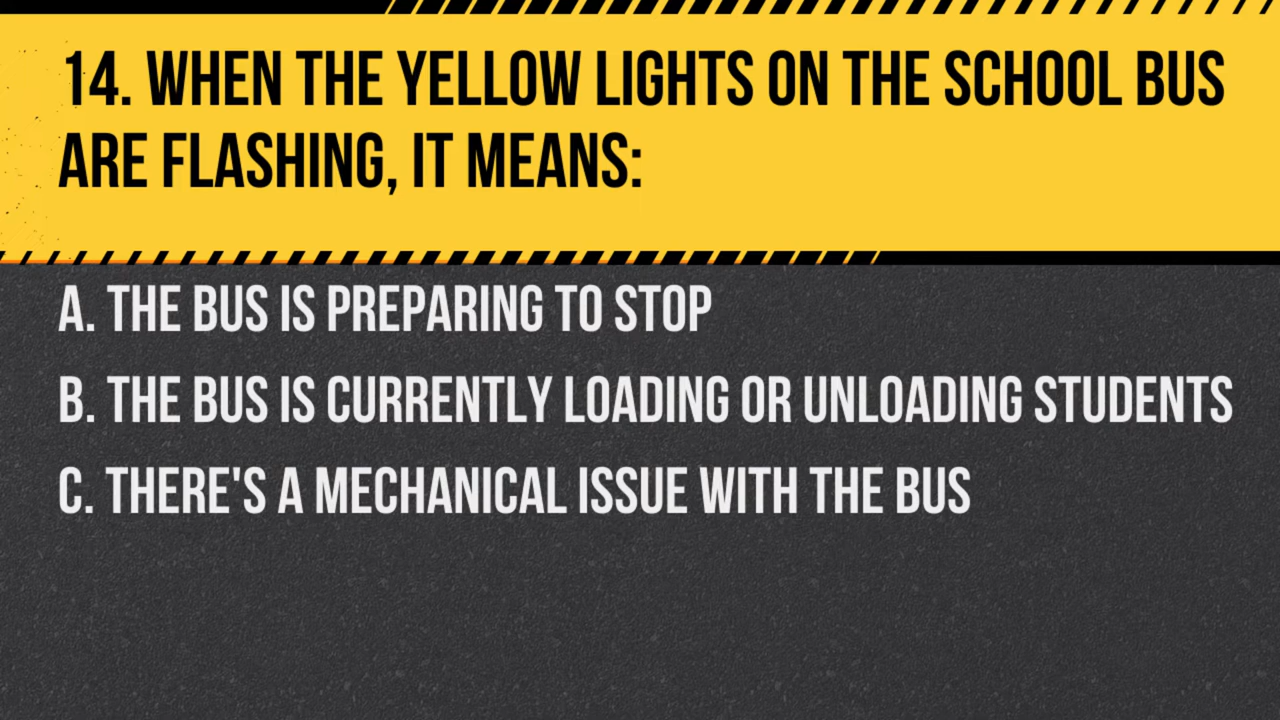 14. WHEN THE YELLOW LIGHTS ON THE SCHOOL BUS
ARE FLASHING, IT MEANS:
A. THE BUS IS PREPARING TO STOP
B. THE BUS IS CURRENTLY LOADING OR UNLOADING STUDENTS
C. THERE'S A MECHANICAL ISSUE WITH THE BUS